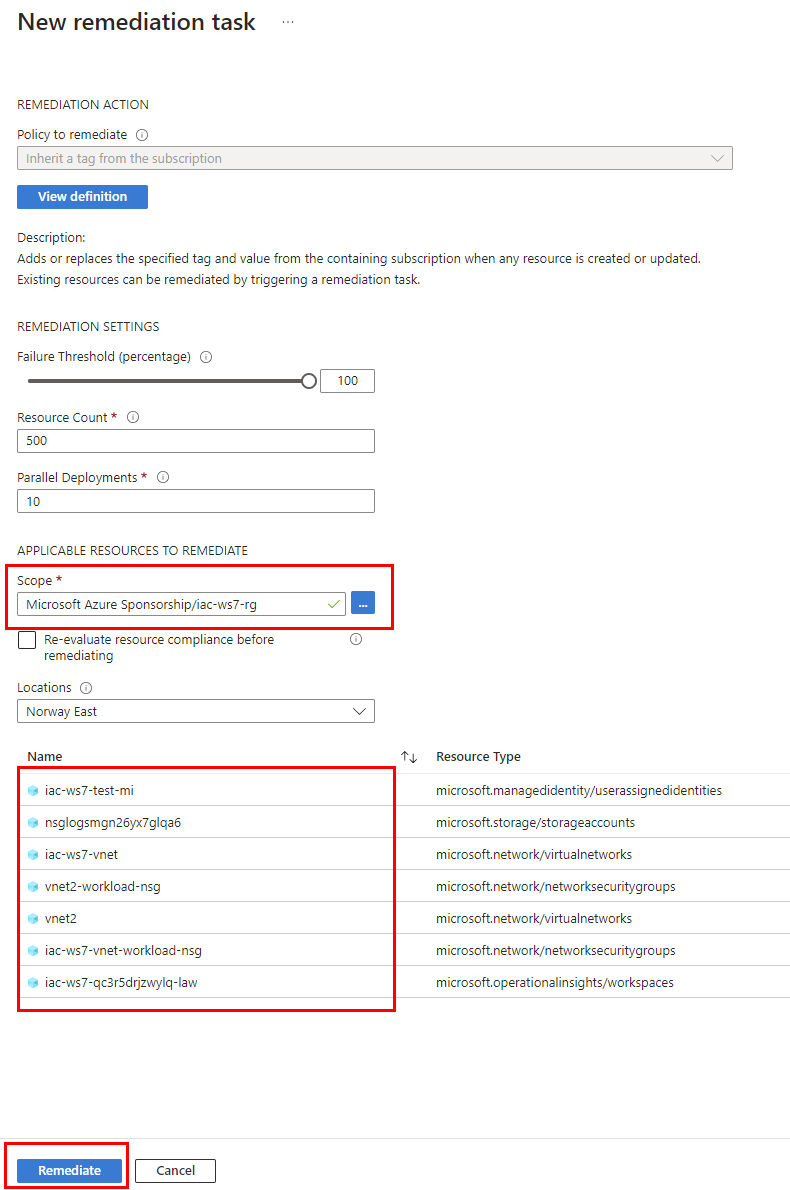 New remediation task ...
REMEDIATION ACTION
Policy to remediate
Inherit a tag from the subscription
View definition
Description:
Adds or replaces the specified tag and value from the containing subscription when any resource is created or updated.
Existing resources can be remediated by triggering a remediation task.
REMEDIATION SETTINGS
Failure Threshold (percentage)
100
Resource Count *
500
Parallel Deployments *
10
APPLICABLE RESOURCES TO REMEDIATE
Scope *
Microsoft Azure Sponsorship/iac-ws7-rg ...
Re-evaluate resource compliance before
remediating
Locations
Norway East
Name Resource Type
iac-ws7-test-mi microsoft.managedidentity/userassignedidentities
nsglogsmgn26yx7glqa6 microsoft.storage/storageaccounts
iac-ws7-vnet microsoft.network/virtualnetworks
vnet2-workload-nsg microsoft.network/networksecuritygroups
vnet2 microsoft.network/virtualnetworks
iac-ws7-vnet-workload-nsg microsoft.network/networksecuritygroups
iac-ws7-qc3r5drjzwylq-law microsoft.operationalinsights/workspaces
Remediate Cancel